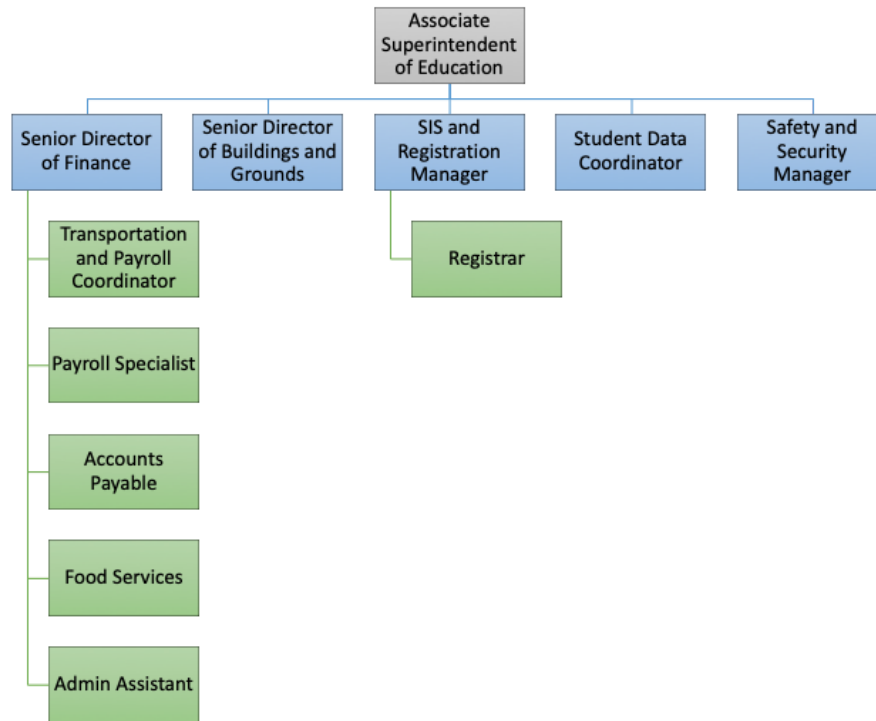 Associate
Superintendent
of Education
Senior Director
of Finance
Senior Director
of Buildings and
Grounds
SIS and
Registration
Manager
Student Data
Coordinator
Safety and
Security
Manager
Transportation
and Payroll
Coordinator
Registrar
Payroll Specialist
Accounts
Payable
Food Services
Admin Assistant